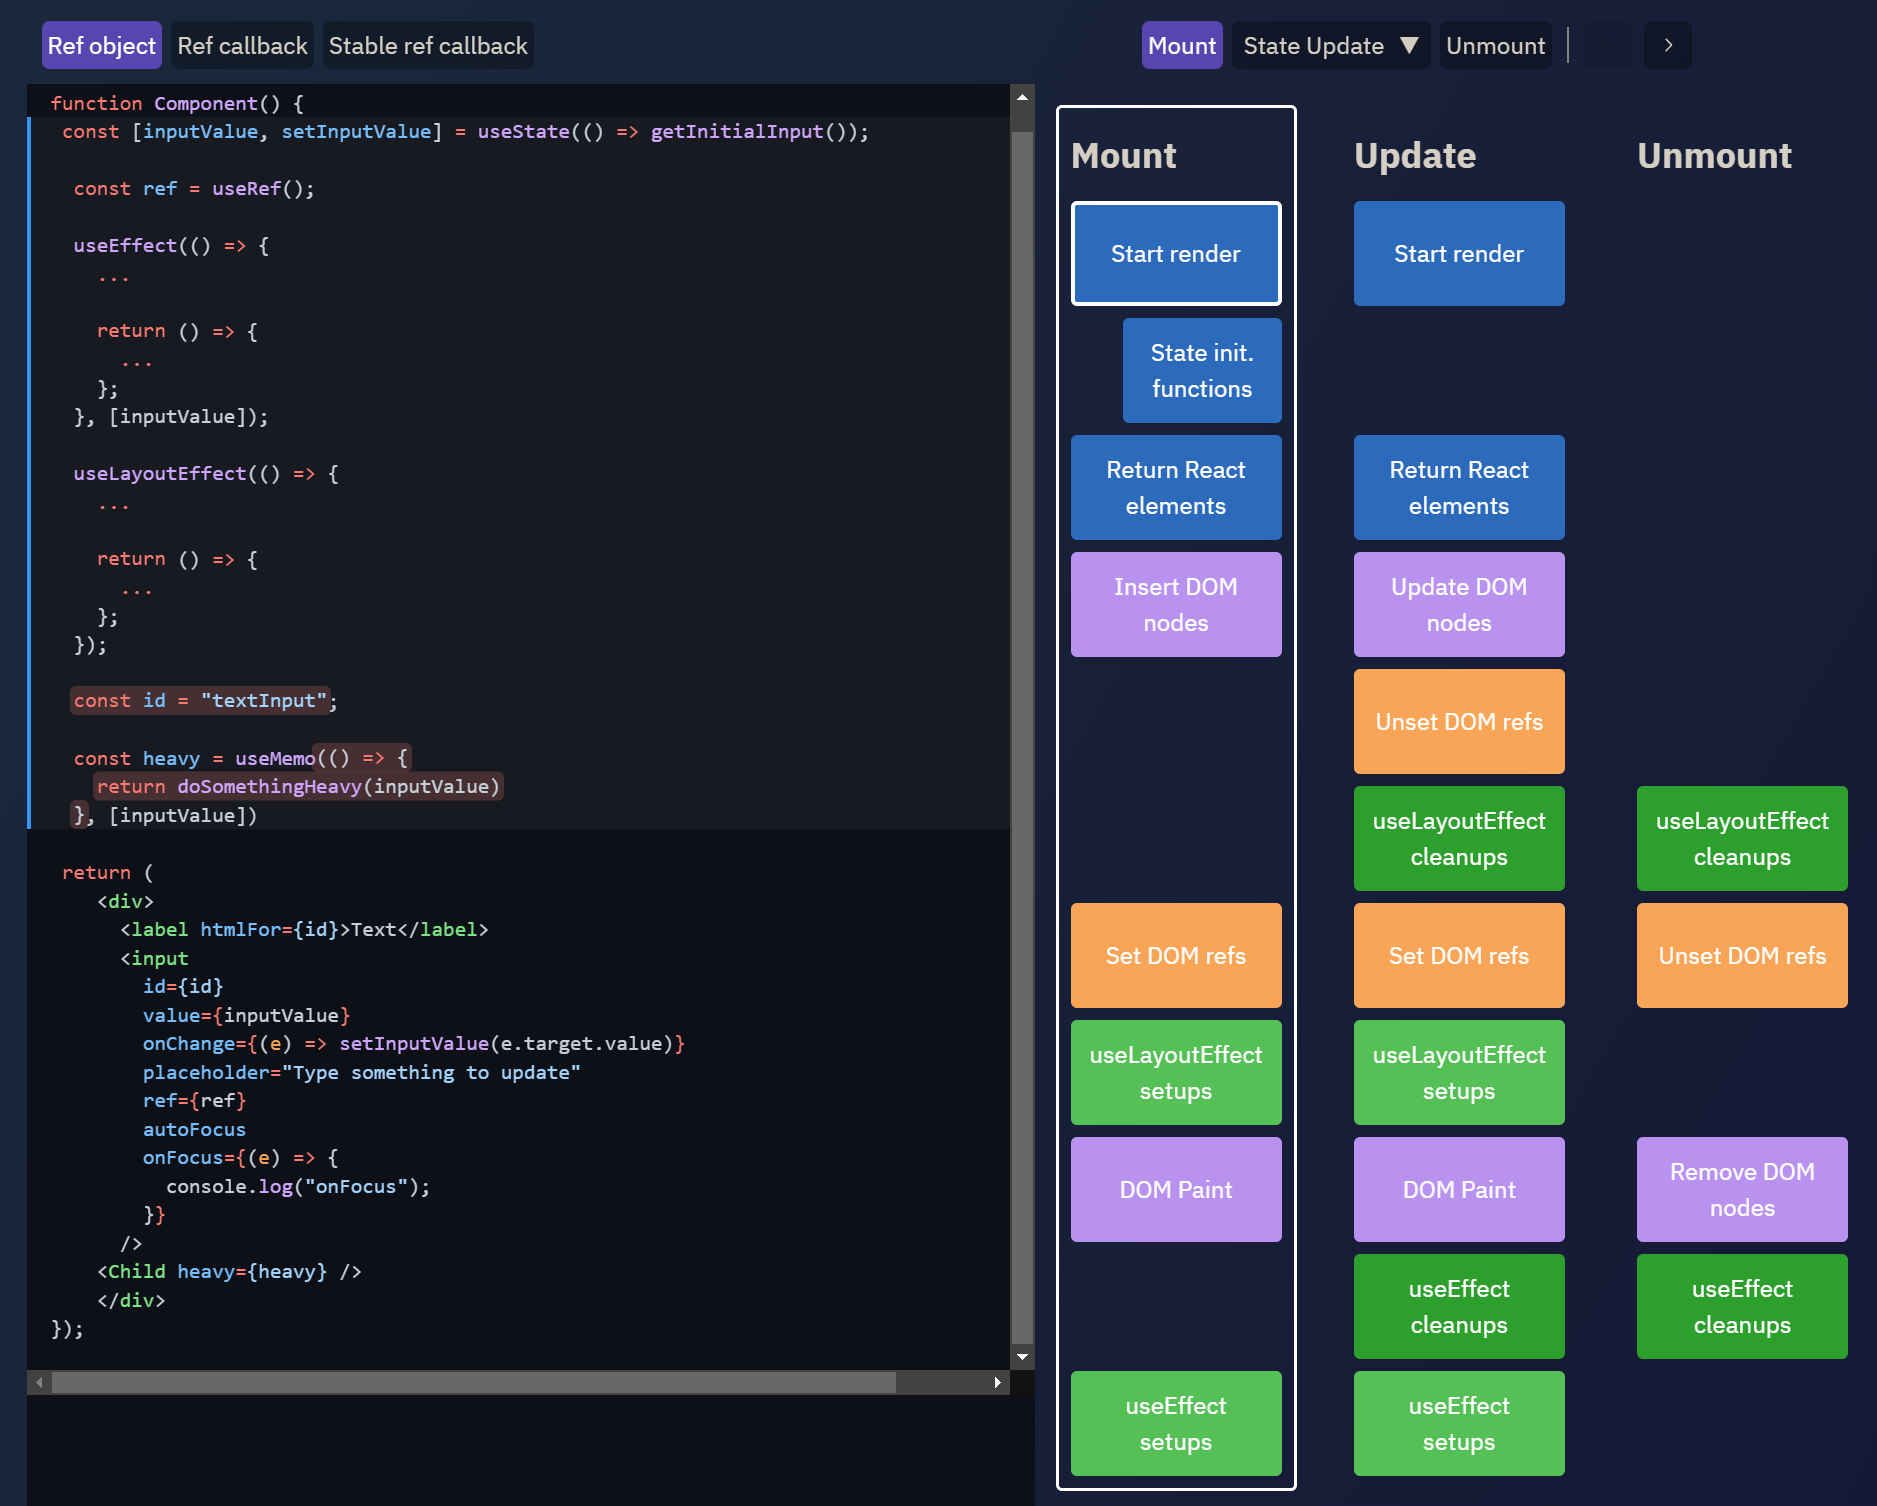 Ref object Ref callback Stable ref callback
Mount State Update ▼ Unmount
function Component() {
const [inputValue, setInputValue] = useState(() => getInitialInput());
const ref = useRef();
useEffect(() => {
...
return () => {
...
};
}, [inputValue]);
useLayoutEffect(() => {
...
return () => {
...
};
});
const id = "textInput";
const heavy = useMemo(() => {
return doSomethingHeavy(inputValue)
}, [inputValue])
return (
<div>
<label htmlFor={id}>Text</label>
<input
id={id}
value={inputValue}
onChange={(e) => setInputValue(e.target.value)}
placeholder="Type something to update"
ref={ref}
autoFocus
onFocus={(e) => {
console.log("onFocus");
}}
/>
<Child heavy={heavy} />
</div>
});
Mount
Start render
State init.
functions
Return React
elements
Insert DOM
nodes
Set DOM refs
useLayoutEffect
setups
DOM Paint
useEffect
setups
Update
Start render
Return React
elements
Update DOM
nodes
Unset DOM refs
useLayoutEffect
cleanups
Set DOM refs
useLayoutEffect
setups
DOM Paint
useEffect
cleanups
useEffect
setups
Unmount
useLayoutEffect
cleanups
Unset DOM refs
Remove DOM
nodes
useEffect
cleanups